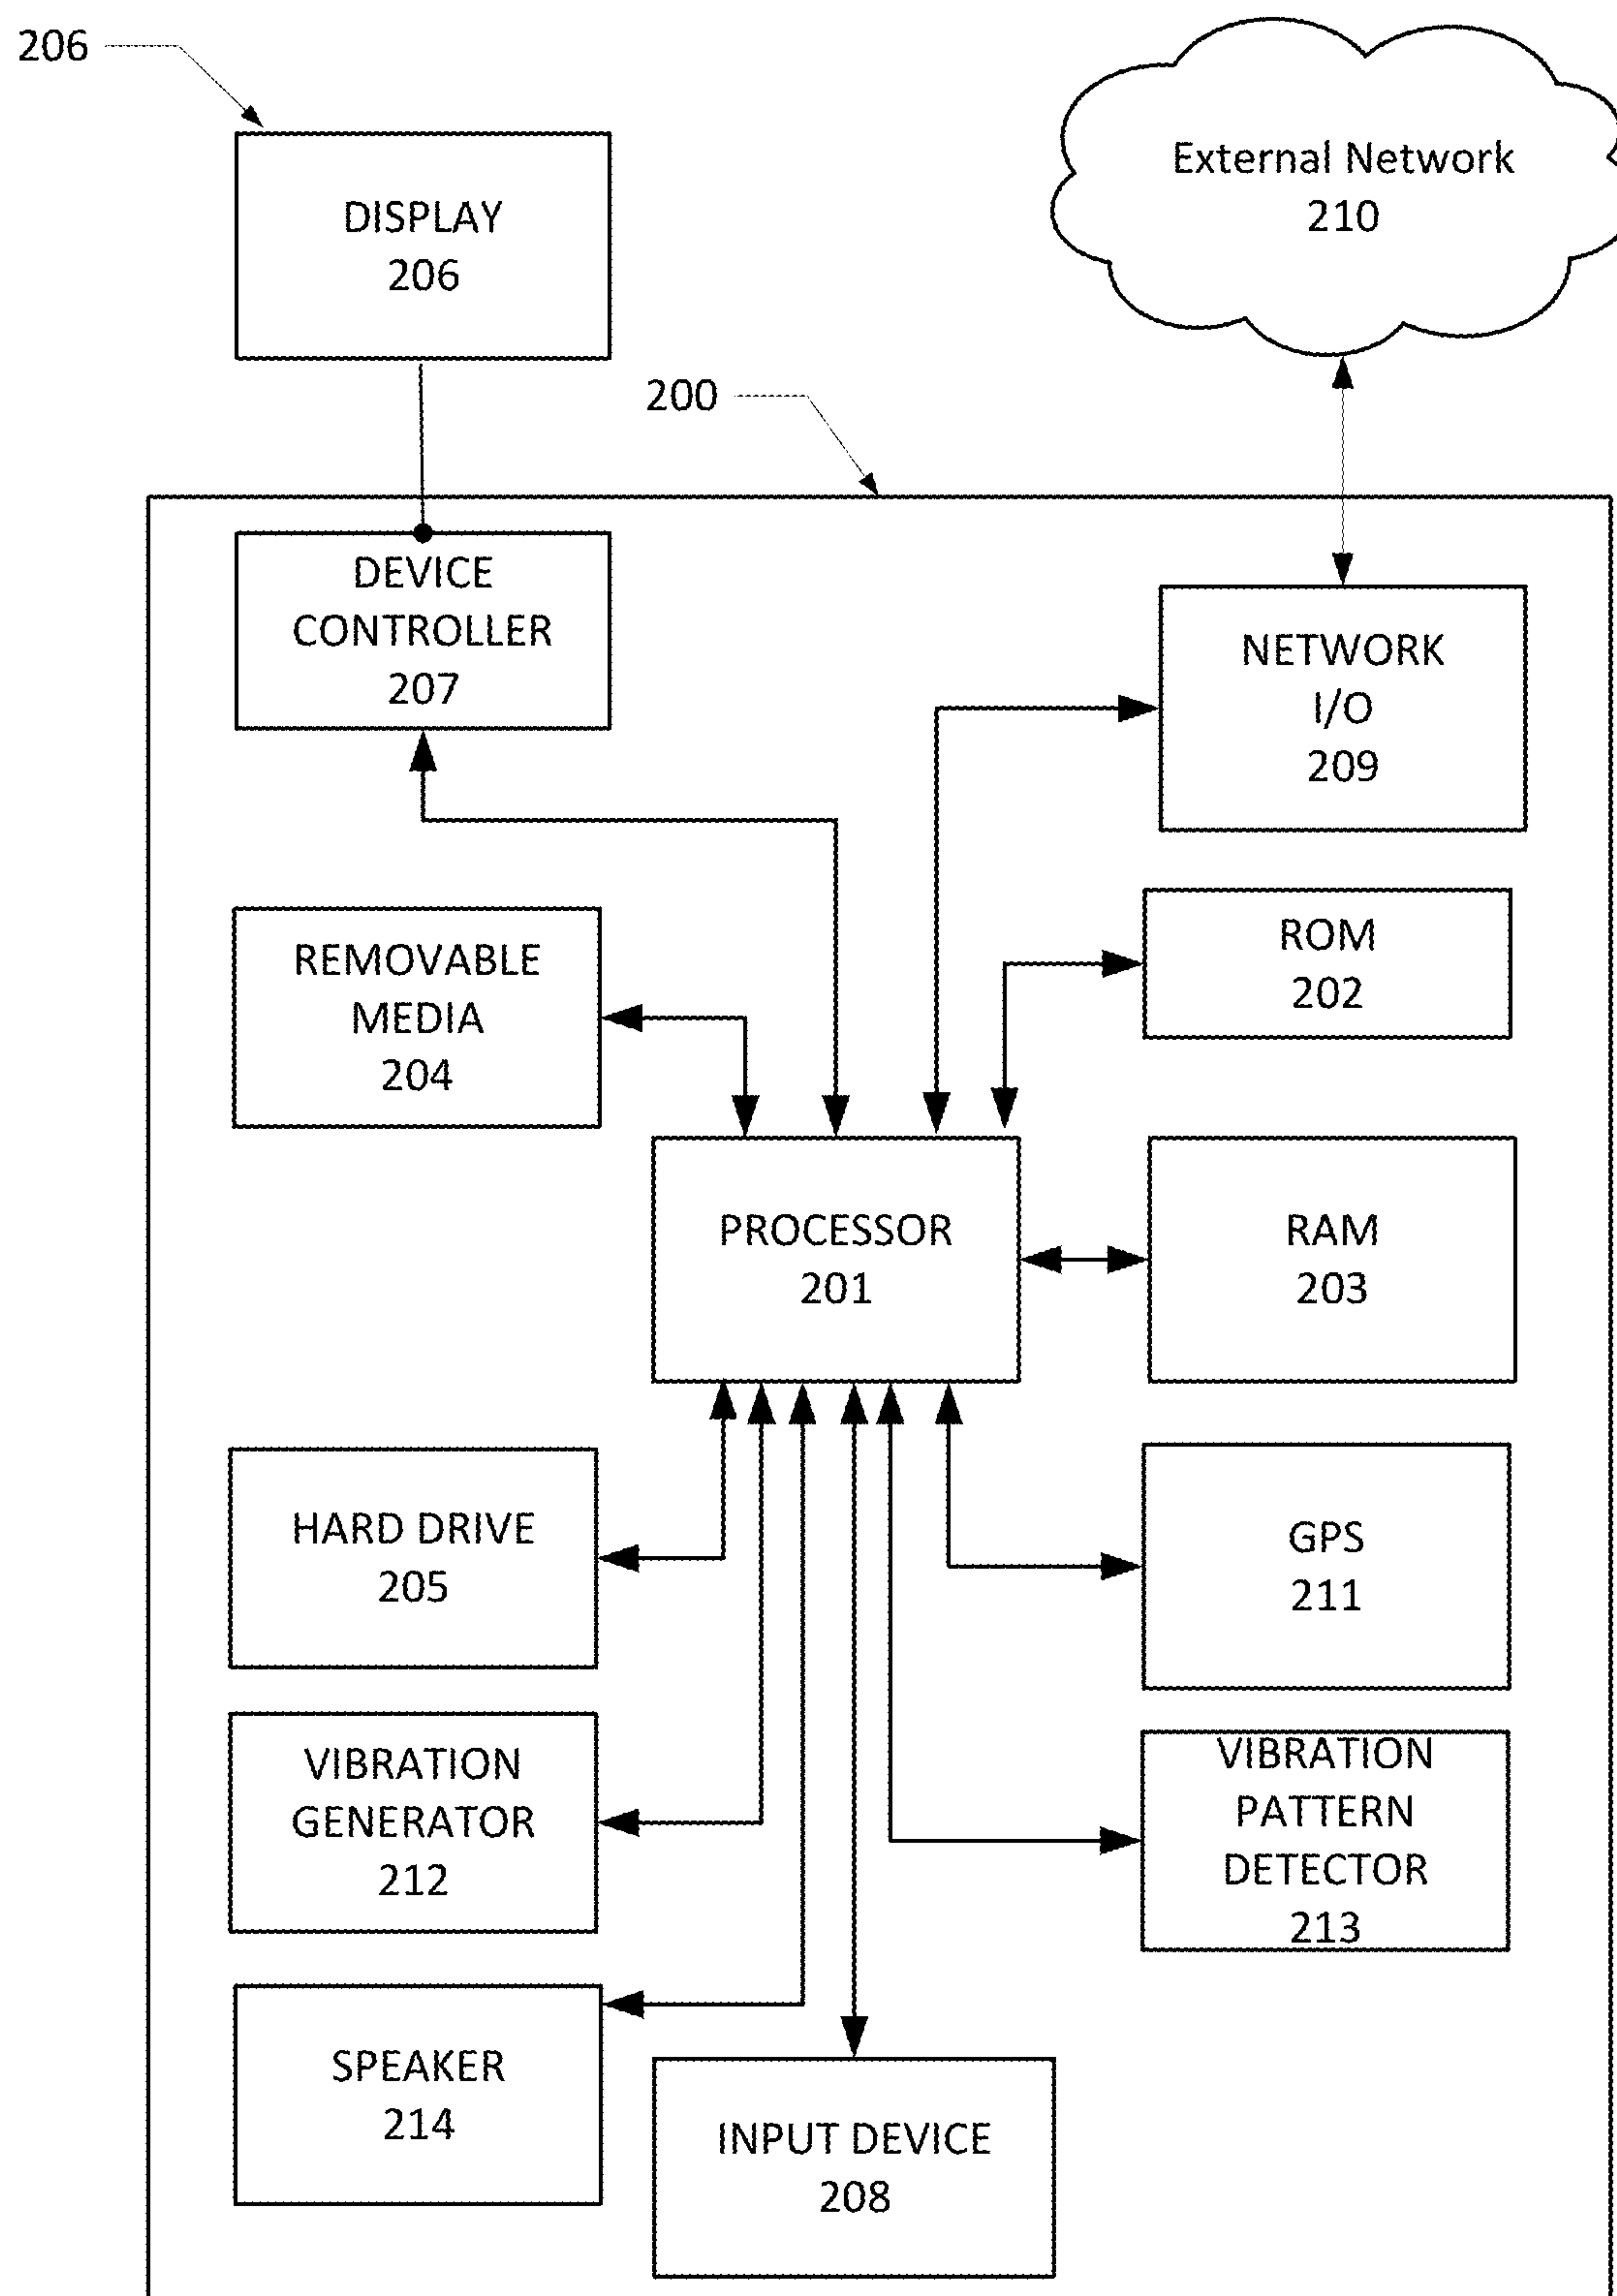 206
DISPLAY
206
External Network
210
200
DEVICE
CONTROLLER
207
NETWORK
I/O
209
REMOVABLE
MEDIA
204
ROM
202
PROCESSOR
201
RAM
203
HARD DRIVE
205
GPS
211
VIBRATION
GENERATOR
212
VIBRATION
PATTERN
DETECTOR
213
SPEAKER
214
INPUT DEVICE
208